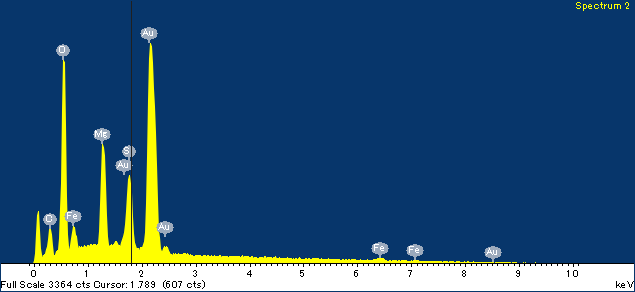 Spectrum 2
Au
O
Mg
S
Au
C
Fe
Au
Fe
Fe
Au
0 1 2 3 4 5 6 7 8 9 10
Full Scale 3364 cts Cursor: 1.789 (607 cts) keV